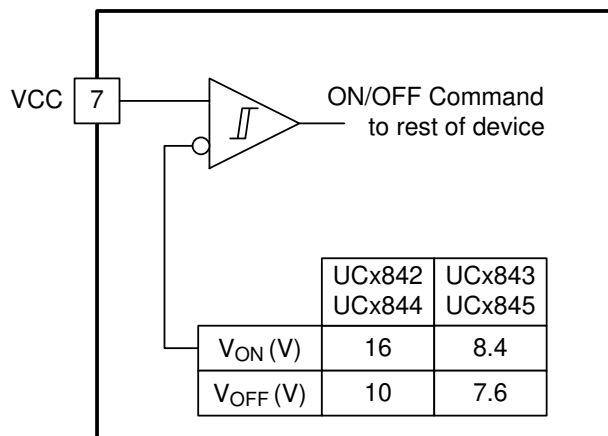 VCC 7
ON/OFF Command
to rest of device
UCx842 UCx843
UCx844 UCx845
VON (V) 16 8.4
VOFF (V) 10 7.6